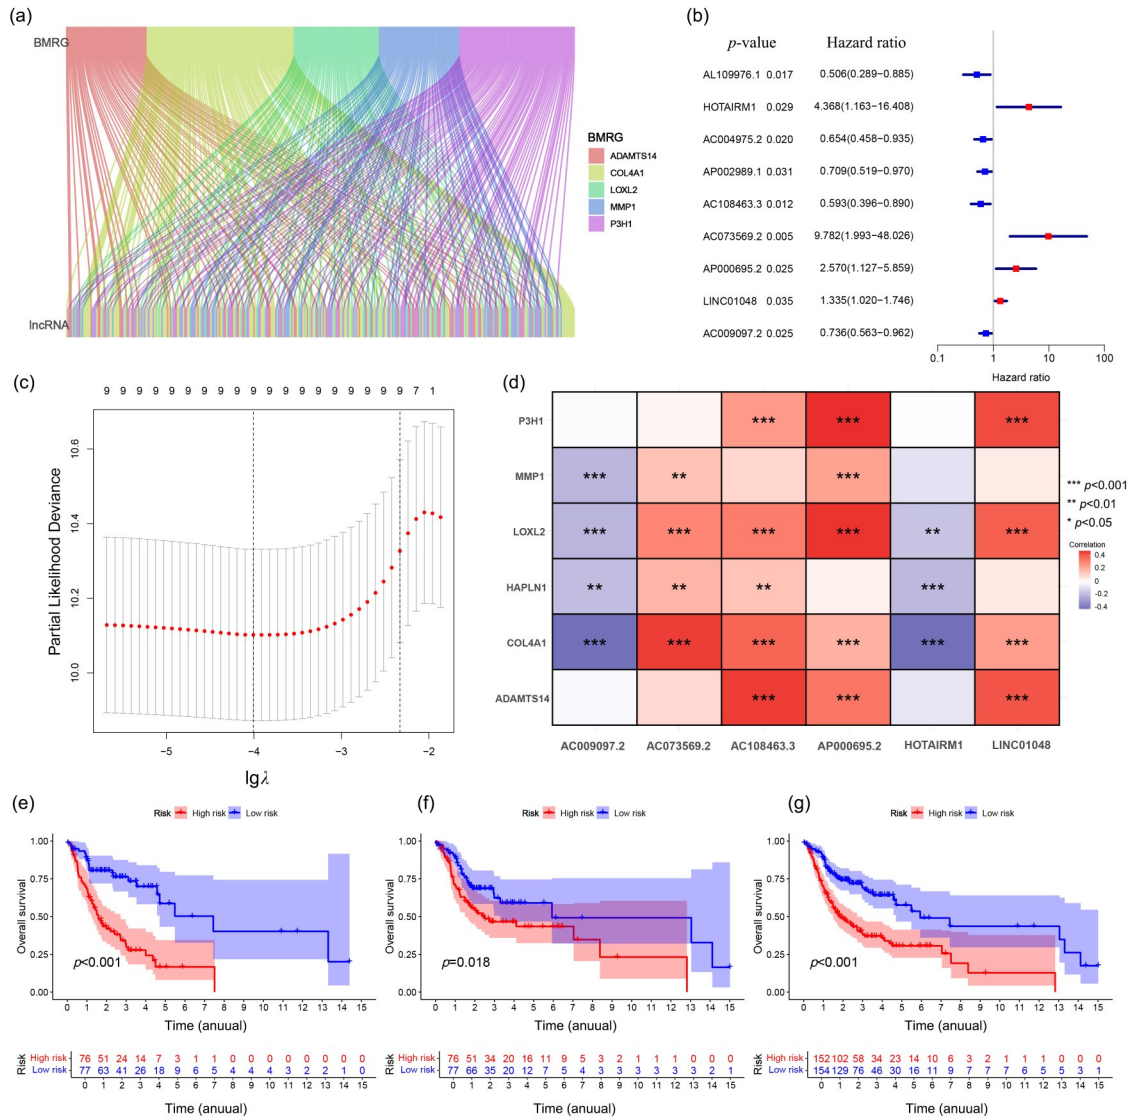 (a)
BMRG
lncRNA
BMRG
ADAMTS14
COL4A1
LOXL2
MMP1
P3H1
(b)
p-value Hazard ratio
AL109976.1 0.017 0.506(0.289−0.885)
HOTAIRM1 0.029 4.368(1.163−16.408)
AC004975.2 0.020 0.654(0.458−0.935)
AP002989.1 0.031 0.709(0.519−0.970)
AC108463.3 0.012 0.593(0.396−0.890)
AC073569.2 0.005 9.782(1.993−48.026)
AP000695.2 0.025 2.570(1.127−5.859)
LINC01048 0.035 1.335(1.020−1.746)
AC009097.2 0.025 0.736(0.563−0.962)
0.1 1 10 100
Hazard ratio
(c)
9 9 9 9 9 9 9 9 9 9 9 9 9 9 9 9 9 9 9 7 1
Partial Likelihood Deviance
10.6
10.4
10.2
10.0
−5 −4 −3 −2
lgλ
(d)
P3H1 *** *** ***
MMP1 *** ** ***
LOXL2 *** *** *** *** ** ***
HAPLN1 ** ** ** ***
COL4A1 *** *** *** *** *** ***
ADAMTS14 *** *** ***
AC009097.2 AC073569.2 AC108463.3 AP000695.2 HOTAIRM1 LINC01048
*** p<0.001
** p<0.01
* p<0.05
Correlation
0.4
0.2
0
-0.2
-0.4
(e)
Risk High risk Low risk
Overall survival
1.00
0.75
0.50
0.25
0.00
p<0.001
0 1 2 3 4 5 6 7 8 9 10 11 12 13 14 15
Time (anuual)
Risk
High risk 76 51 24 14 7 3 1 1 0 0 0 0 0 0 0 0
Low risk 77 63 41 26 18 9 6 5 4 4 4 3 2 2 1 0
0 1 2 3 4 5 6 7 8 9 10 11 12 13 14 15
Time (anual)
(f)
Risk High risk Low risk
Overall survival
1.00
0.75
0.50
0.25
0.00
p=0.018
0 1 2 3 4 5 6 7 8 9 10 11 12 13 14 15
Time (anuual)
Risk
High risk 76 51 34 20 16 11 9 5 3 2 1 1 1 0 0 0
Low risk 77 66 35 20 12 7 5 4 3 3 3 3 3 3 2 1
0 1 2 3 4 5 6 7 8 9 10 11 12 13 14 15
Time (anual)
(g)
Risk High risk Low risk
Overall survival
1.00
0.75
0.50
0.25
0.00
p<0.001
0 1 2 3 4 5 6 7 8 9 10 11 12 13 14 15
Time (anuual)
Risk
High risk 152 102 58 34 23 14 10 6 3 2 1 1 1 0 0 0
Low risk 154 129 76 46 30 16 11 9 7 7 7 6 5 5 3 1
0 1 2 3 4 5 6 7 8 9 10 11 12 13 14 15
Time (anual)